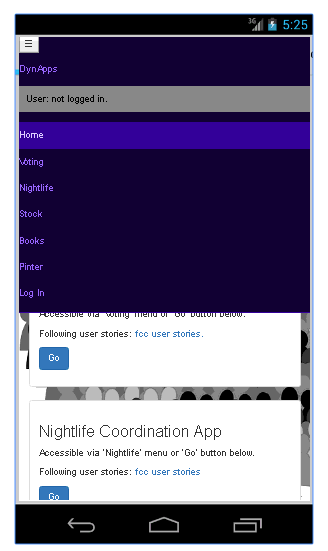 3G
5:25
☰
DynApps
User: not logged in.
Home
Voting
Nightlife
Stock
Books
Pinter
Log In
Accessible via 'Voting' menu or 'Go' button below.
Following user stories: fcc user stories.
Go
Nightlife Coordination App
Accessible via 'Nightlife' menu or 'Go' button below.
Following user stories: fcc user stories
Go